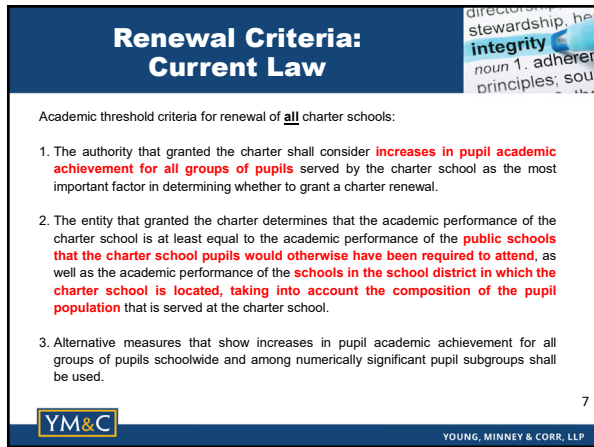 Renewal Criteria:
Current Law
stewardship,
integrity
noun 1.
principles;
Academic threshold criteria for renewal of all charter schools:
1. The authority that granted the charter shall consider increases in pupil academic
achievement for all groups of pupils served by the charter school as the most
important factor in determining whether to grant a charter renewal.
2. The entity that granted the charter determines that the academic performance of the
charter school is at least equal to the academic performance of the public schools
that the charter school pupils would otherwise have been required to attend, as
well as the academic performance of the schools in the school district in which the
charter school is located, taking into account the composition of the pupil
population that is served at the charter school.
3. Alternative measures that show increases in pupil academic achievement for all
groups of pupils schoolwide and among numerically significant pupil subgroups shall
be used.
7
YM&C
YOUNG, MINNEY & CORR, LLP